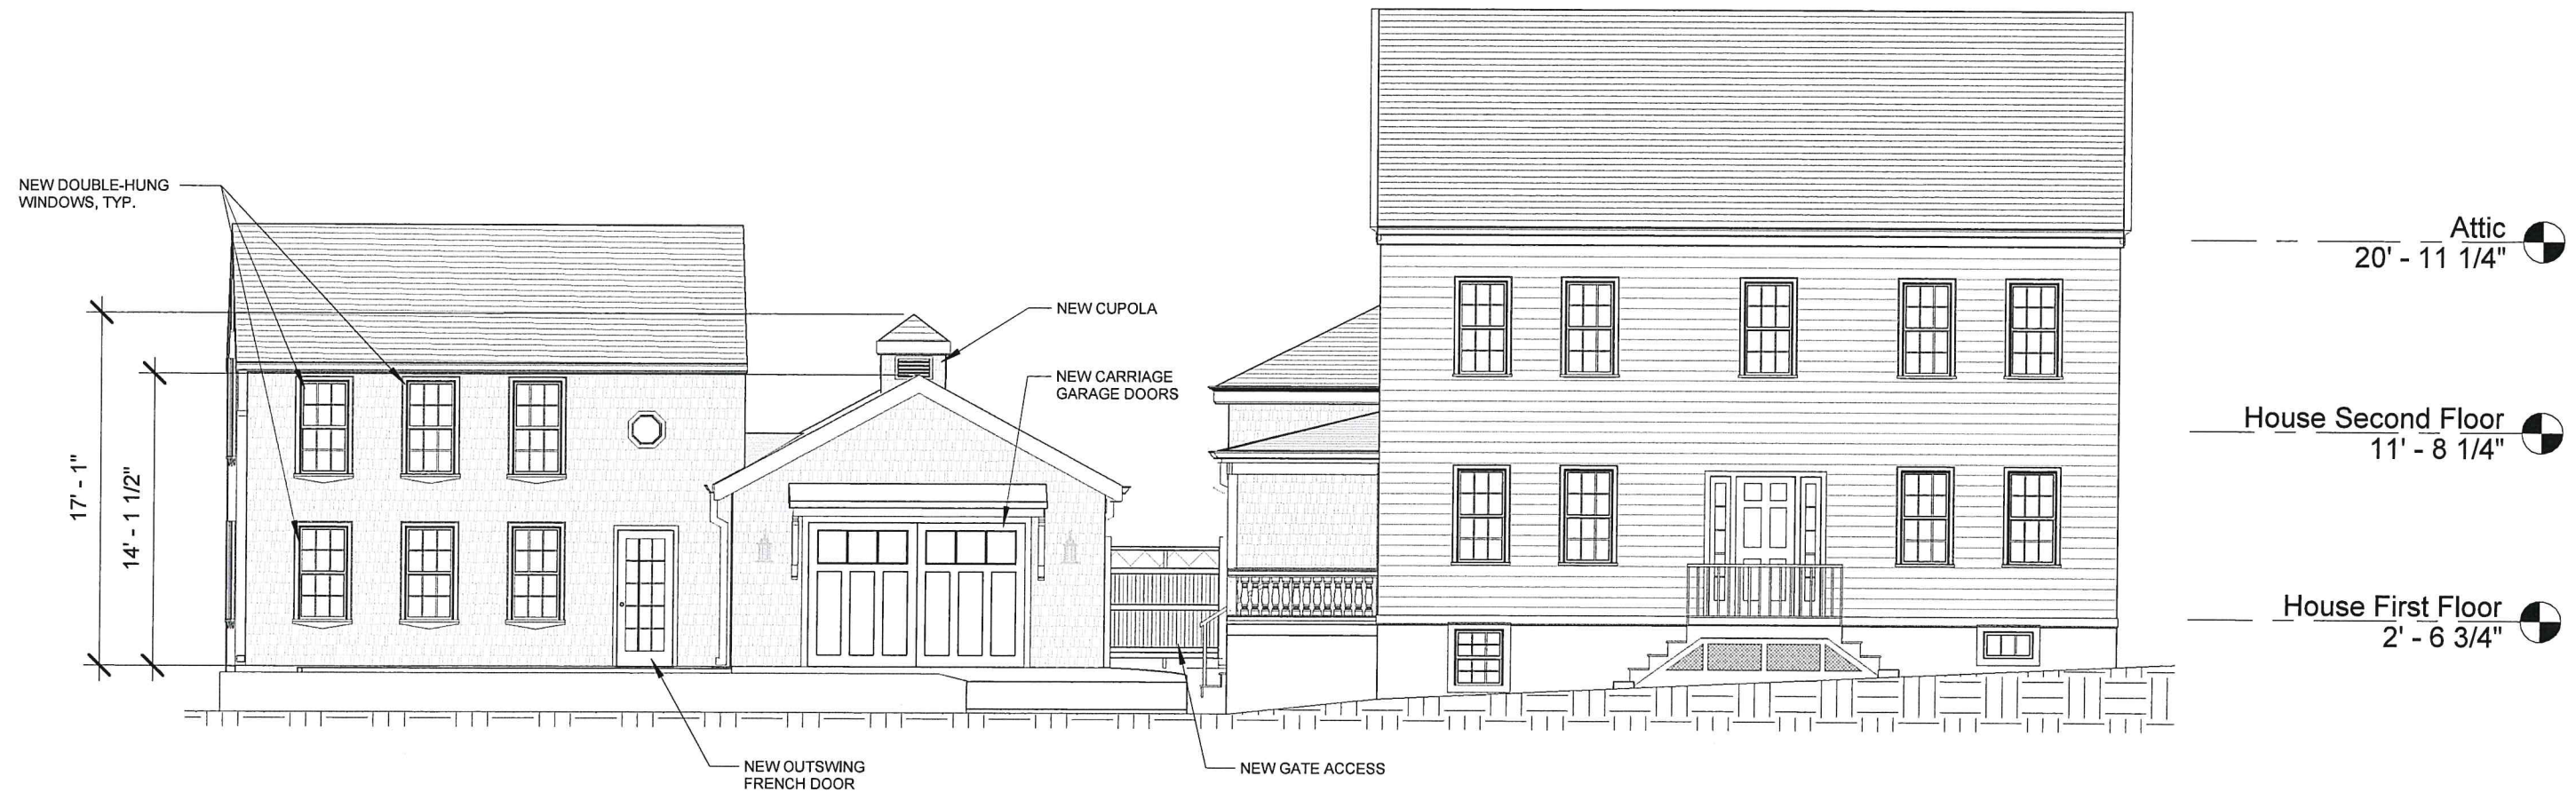 NEW DOUBLE-HUNG
WINDOWS, TYP.
17' - 1"
14' - 1 1/2"
NEW CUPOLA
NEW CARRIAGE
GARAGE DOORS
NEW OUTSWING
FRENCH DOOR
NEW GATE ACCESS
Attic
20' - 11 1/4"
House Second Floor
11' - 8 1/4"
House First Floor
2' - 6 3/4"